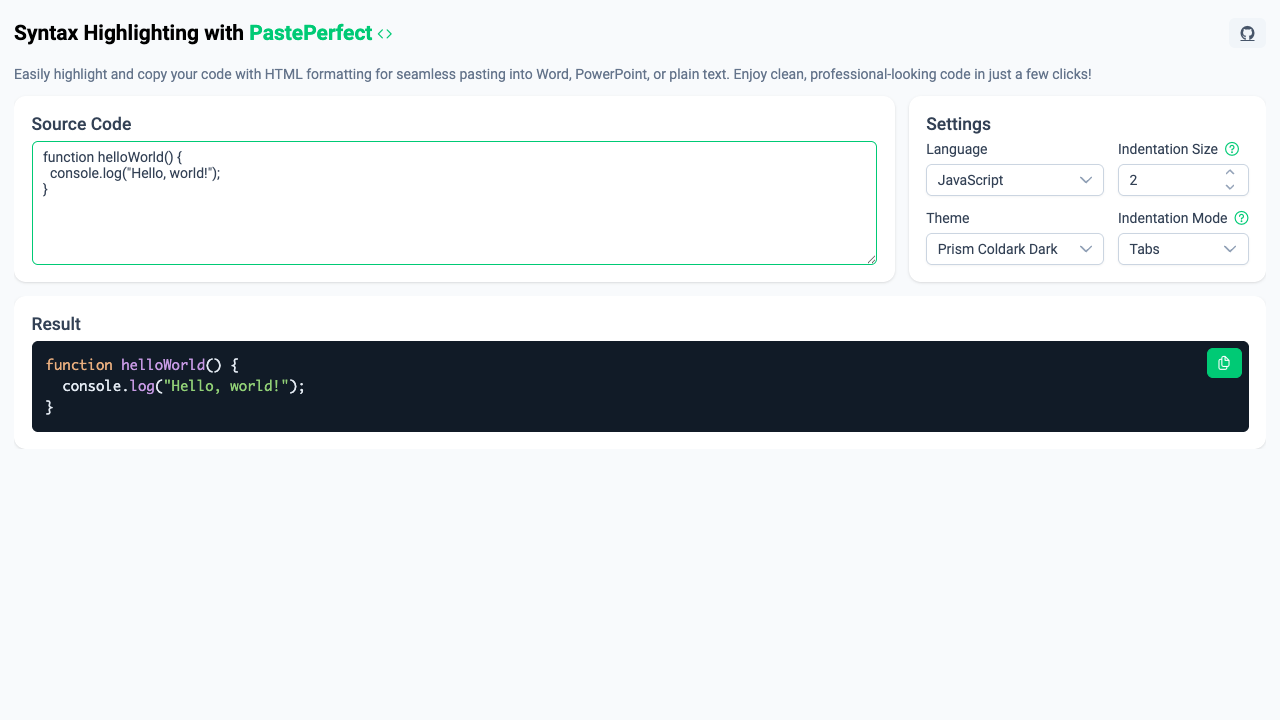 Syntax Highlighting with PastePerfect <>
Easily highlight and copy your code with HTML formatting for seamless pasting into Word, PowerPoint, or plain text. Enjoy clean, professional-looking code in just a few clicks!
Source Code
function helloWorld() {
  console.log("Hello, world!");
}
Settings
Language
Indentation Size
JavaScript
2
Theme
Indentation Mode
Prism Coldark Dark
Tabs
Result
function helloWorld() {
  console.log("Hello, world!");
}